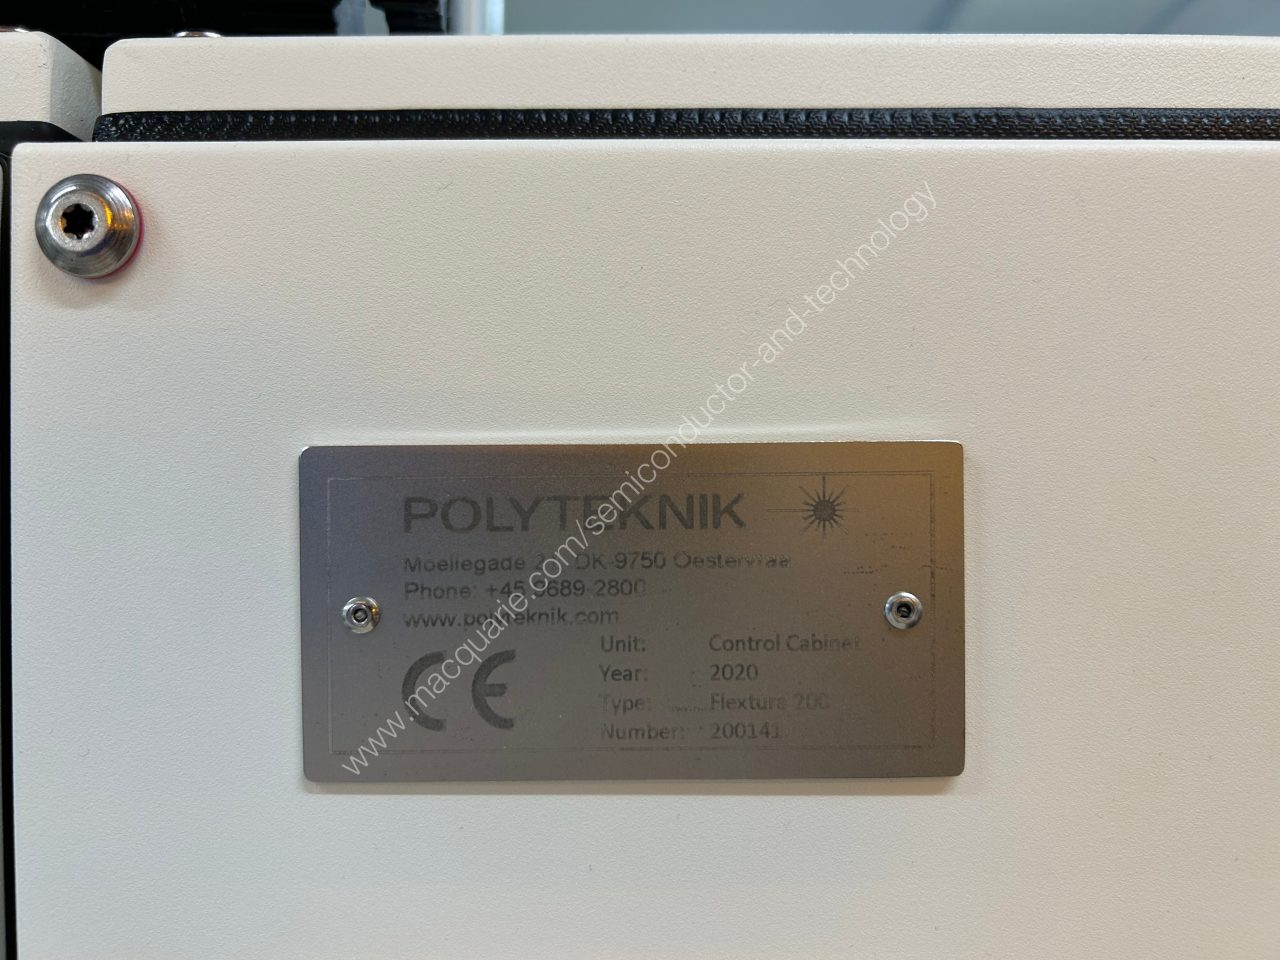 POLYTEKNIK
Moellegade 21, DK-9750 Oestervraa
Phone: +45 9689-2800
www.polyteknik.com
Unit: Control Cabinet
Year: 2020
Type: Flextura 200
Number: 200141
CE
www.macquarie.com/semiconductor-and-technology